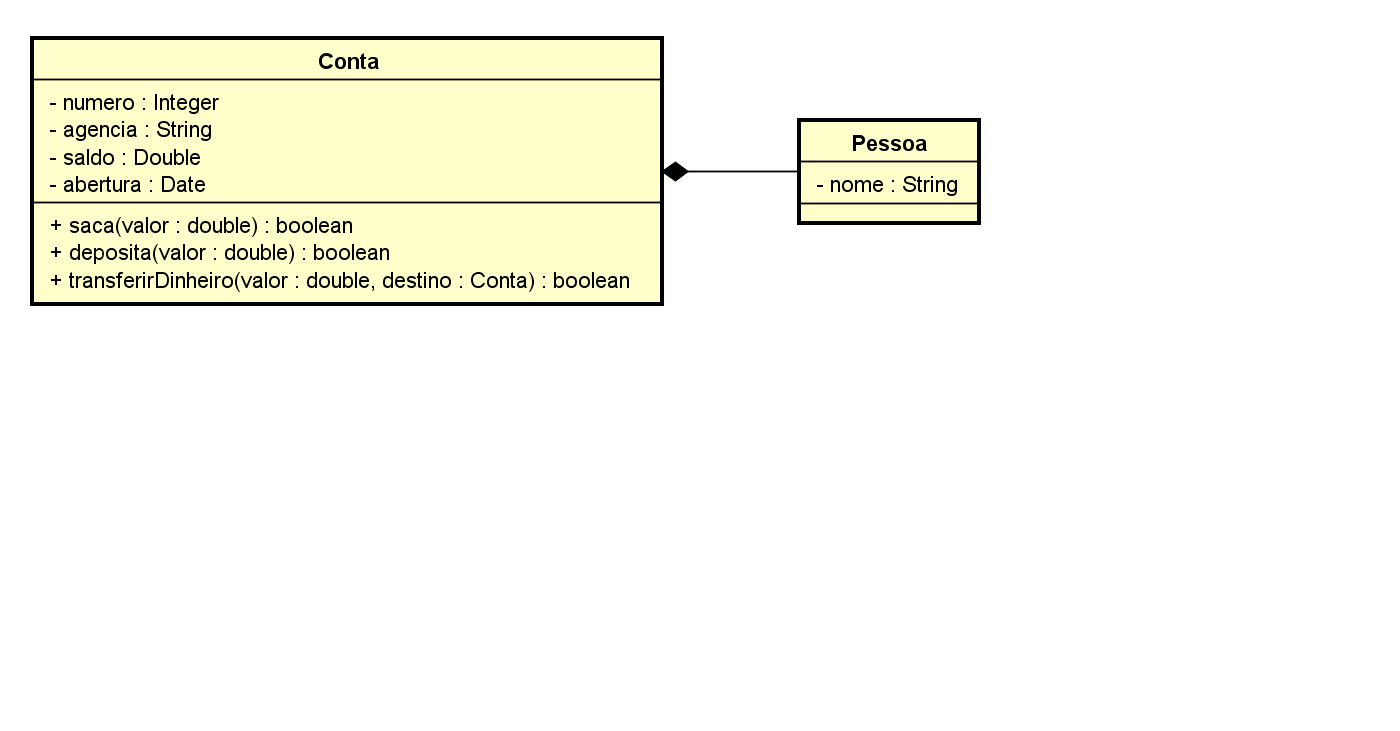 Conta
- numero : Integer
- agencia : String
- saldo : Double
- abertura : Date
+ saca(valor : double) : boolean
+ deposita(valor : double) : boolean
+ transferirDinheiro(valor : double, destino : Conta) : boolean
Pessoa
- nome : String